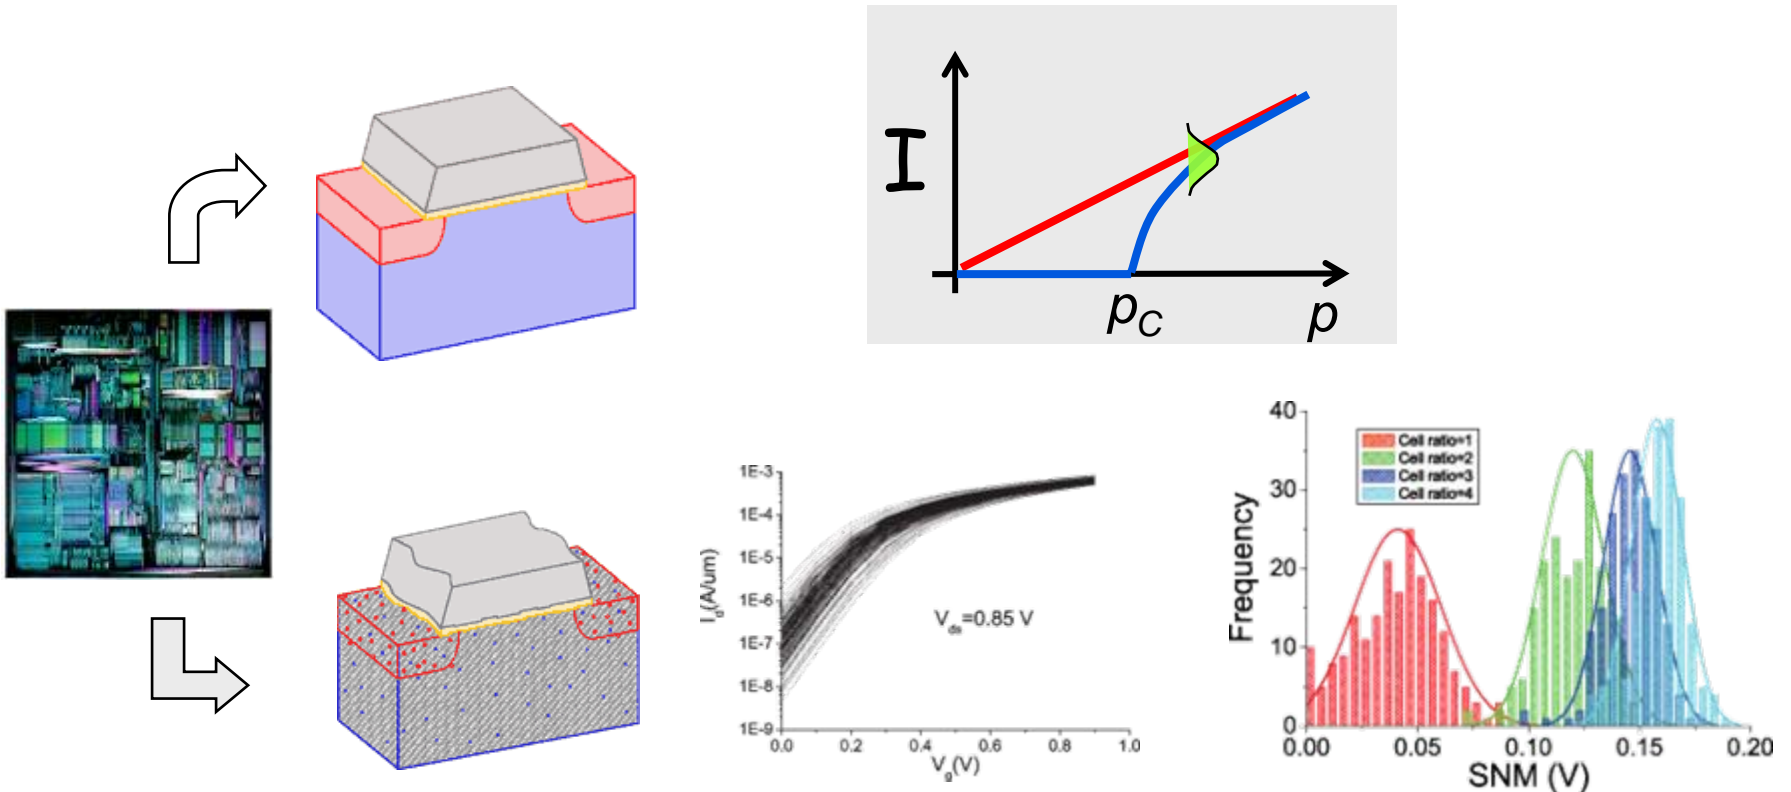 I
p_C
p
1E-3
1E-4
1E-5
1E-6
1E-7
1E-8
1E-9
I_d(A/um)
V_ds=0.85 V
0.0 0.2 0.4 0.6 0.8 1.0
V_g(V)
40
30
20
10
0
Frequency
Cell ratio=1
Cell ratio=2
Cell ratio=3
Cell ratio=4
0.00 0.05 0.10 0.15 0.20
SNM (V)